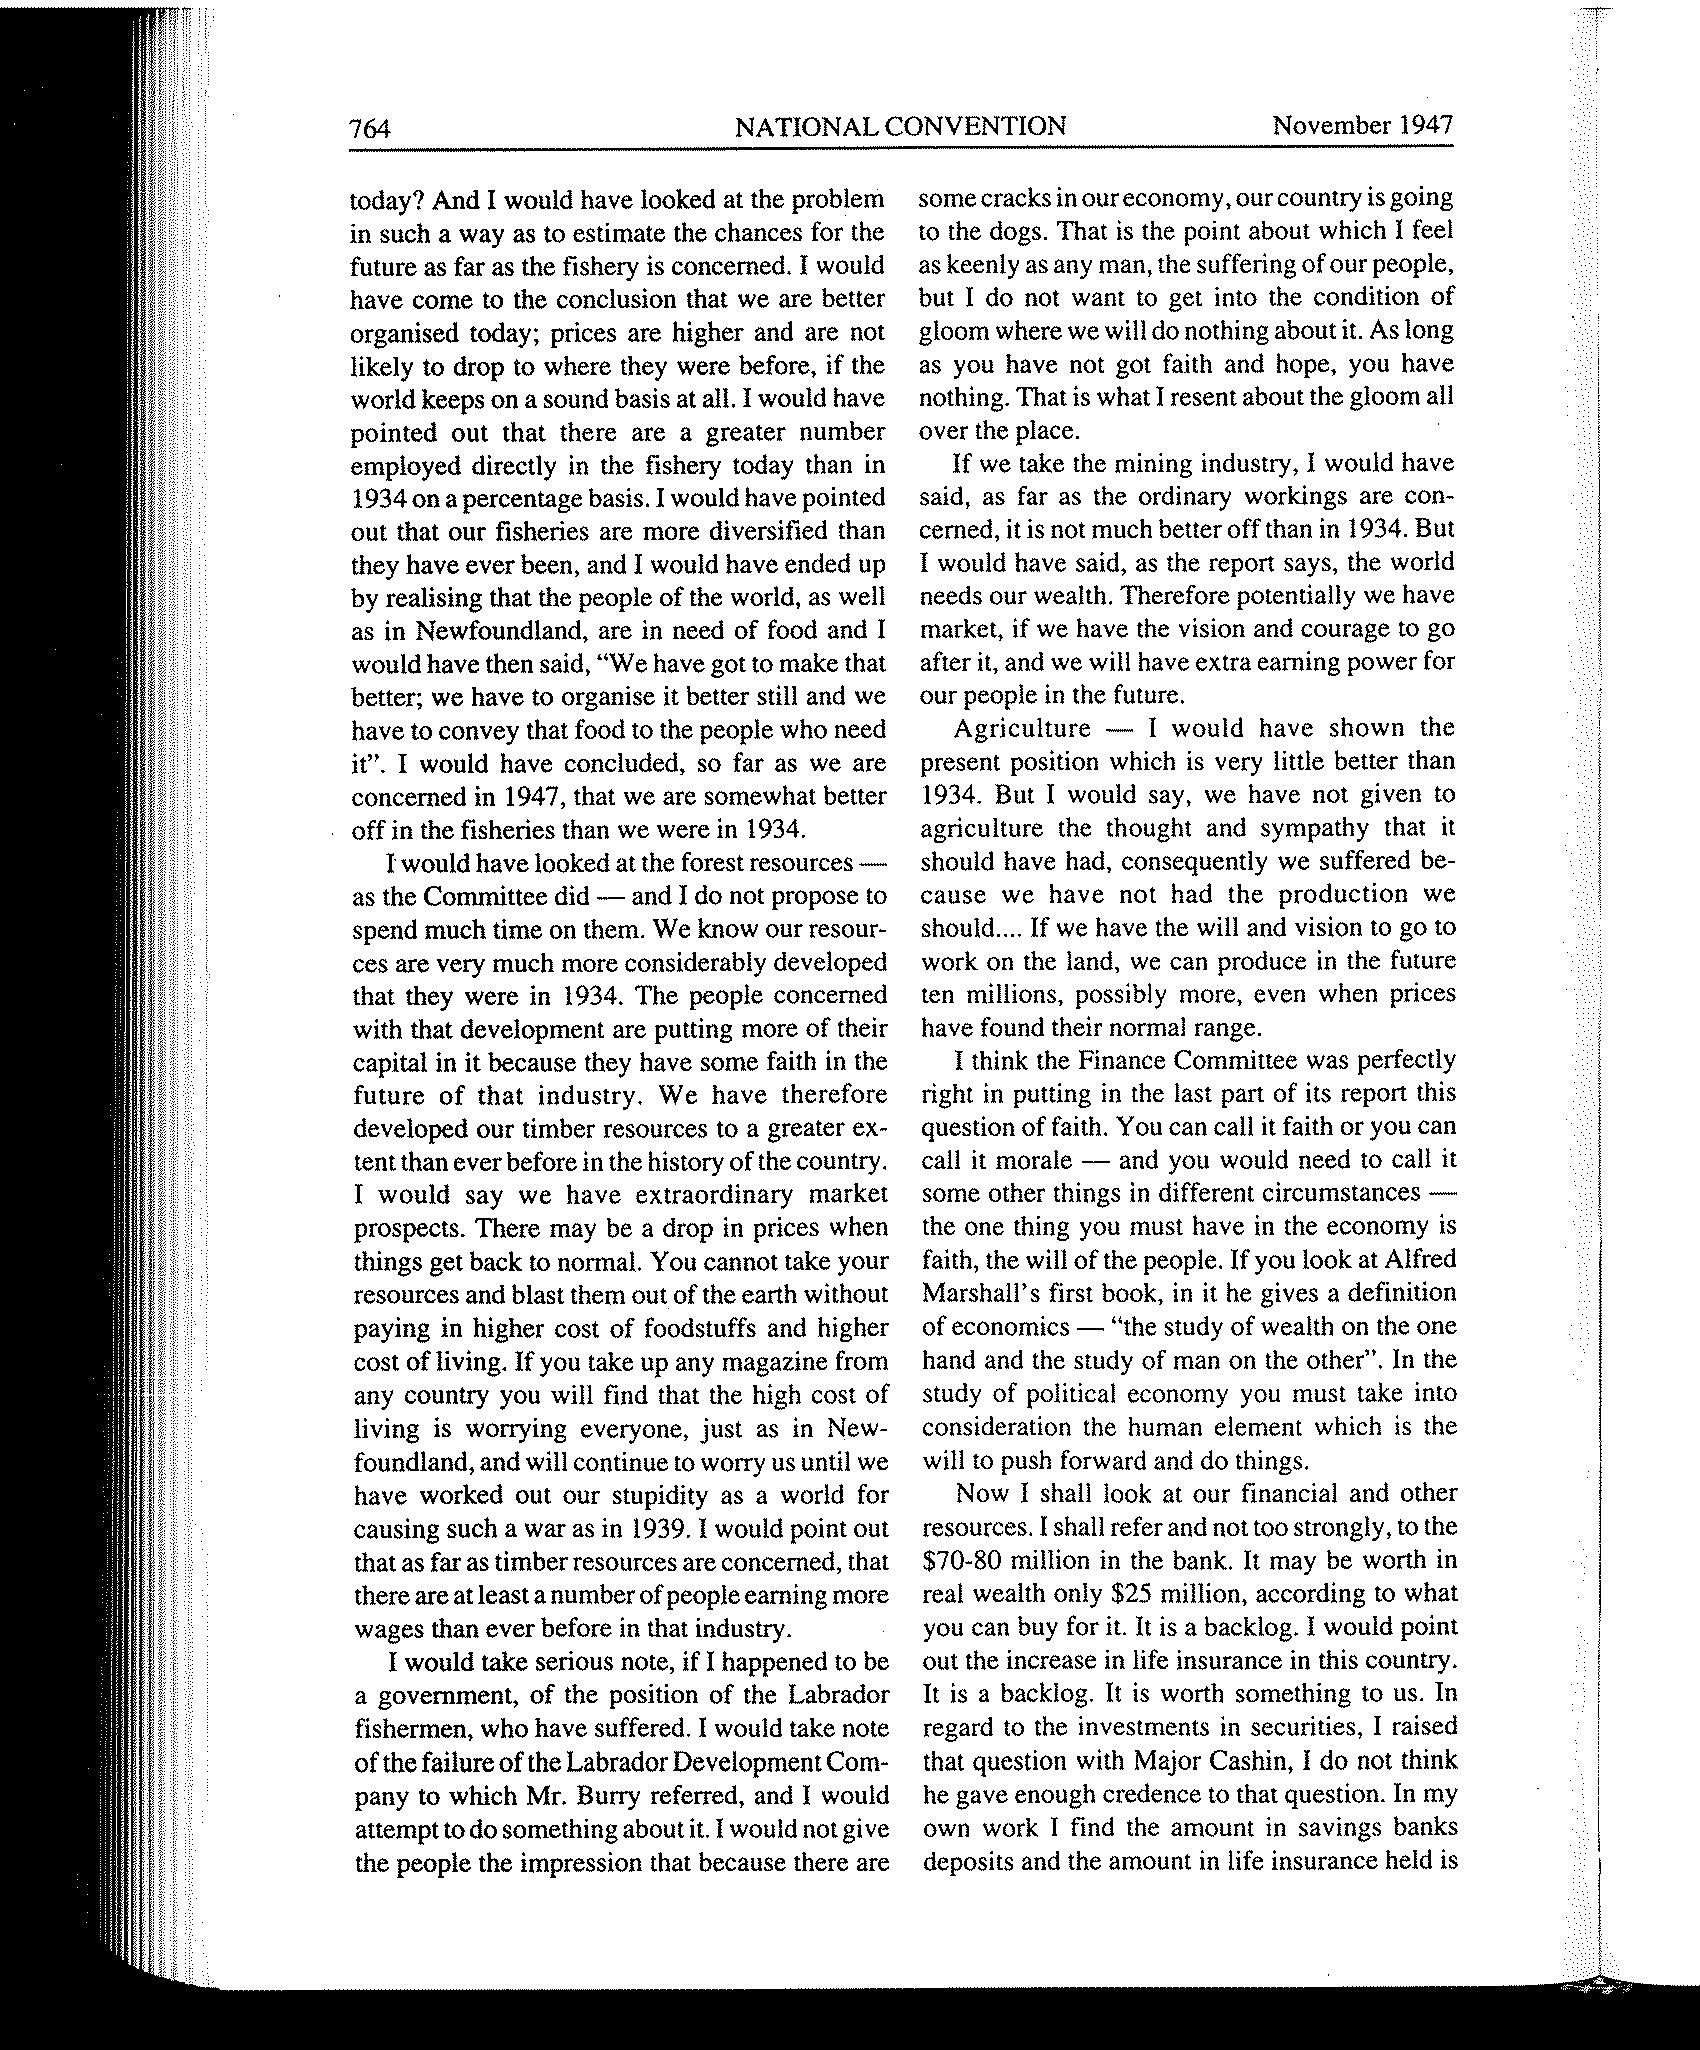 764 NATIONAL CONVENTION November 1947
today? And I would have looked at the problem
in such a way as to estimate the chances for the
future as far as the fishery is concerned. I would
have come to the conclusion that we are better
organised today; prices are higher and are not
likely to drop to where they were before, if the
world keeps on a sound basis at all. I would have
pointed out that there are a greater number
employed directly in the fishery today than in
1934 on a percentage basis. I would have pointed
out that our fisheries are more diversified than
they have ever been, and I would have ended up
by realising that the people of the world, as well
as in Newfoundland, are in need of food and I
would have then said, “We have got to make that
better; we have to organise it better still and we
have to convey that food to the people who need
it”. I would have concluded, so far as we are
concerned in 1947, that we are somewhat better
off in the fisheries than we were in 1934.
I would have looked at the forest resources —
as the Committee did — and I do not propose to
spend much time on them. We know our resour-
ces are very much more considerably developed
that they were in 1934. The people concerned
with that development are putting more of their
capital in it because they have some faith in the
future of that industry. We have therefore
developed our timber resources to a greater ex-
tent than ever before in the history of the country.
I would say we have extraordinary market
prospects. There may be a drop in prices when
things get back to normal. You cannot take your
resources and blast them out of the earth without
paying in higher cost of foodstuffs and higher
cost of living. If you take up any magazine from
any country you will find that the high cost of
living is worrying everyone, just as in New-
foundland, and will continue to worry us until we
have worked out our stupidity as a world for
causing such a war as in 1939. I would point out
that as far as timber resources are concerned, that
there are at least a number of people earning more
wages than ever before in that industry.
I would take serious note, if I happened to be
a government, of the position of the Labrador
fishermen, who have suffered. I would take note
of the failure of the Labrador Development Com-
pany to which Mr. Burry referred, and I would
attempt to do something about it. I would not give
the people the impression that because there are
some cracks in our economy, our country is going
to the dogs. That is the point about which I feel
as keenly as any man, the suffering of our people,
but I do not want to get into the condition of
gloom where we will do nothing about it. As long
as you have not got faith and hope, you have
nothing. That is what I resent about the gloom all
over the place.
If we take the mining industry, I would have
said, as far as the ordinary workings are con-
cerned, it is not much better off than in 1934. But
I would have said, as the report says, the world
needs our wealth. Therefore potentially we have
market, if we have the vision and courage to go
after it, and we will have extra earning power for
our people in the future.
Agriculture — I would have shown the
present position which is very little better than
1934. But I would say, we have not given to
agriculture the thought and sympathy that it
should have had, consequently we suffered be-
cause we have not had the production we
should.... If we have the will and vision to go to
work on the land, we can produce in the future
ten millions, possibly more, even when prices
have found their normal range.
I think the Finance Committee was perfectly
right in putting in the last part of its report this
question of faith. You can call it faith or you can
call it morale — and you would need to call it
some other things in different circumstances —
the one thing you must have in the economy is
faith, the will of the people. If you look at Alfred
Marshall’s first book, in it he gives a definition
of economics — “the study of wealth on the one
hand and the study of man on the other”. In the
study of political economy you must take into
consideration the human element which is the
will to push forward and do things.
Now I shall look at our financial and other
resources. I shall refer and not too strongly, to the
$70-80 million in the bank. It may be worth in
real wealth only $25 million, according to what
you can buy for it. It is a backlog. I would point
out the increase in life insurance in this country.
It is a backlog. It is worth something to us. In
regard to the investments in securities, I raised
that question with Major Cashin, I do not think
he gave enough credence to that question. In my
own work I find the amount in savings banks
deposits and the amount in life insurance held is